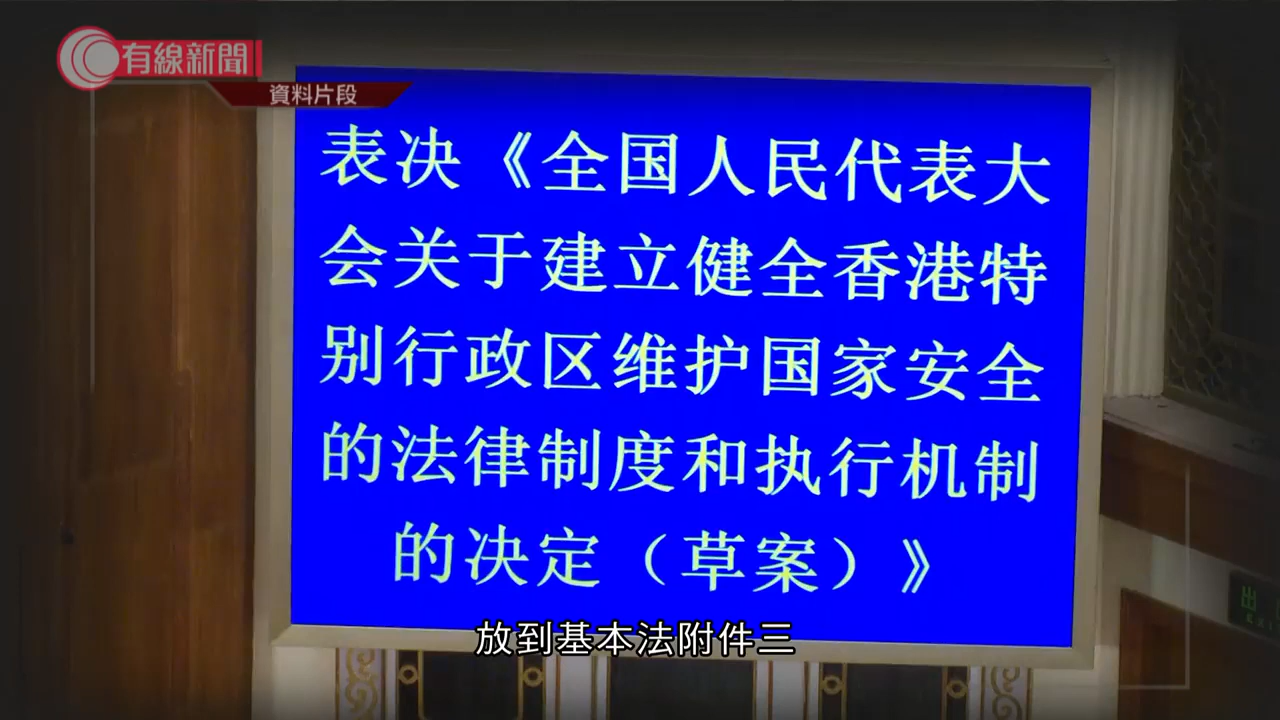 有線新聞
資料片段
表决《全国人民代表大
会关于建立健全香港特
别行政区维护国家安全
的法律制度和执行机制
的决定（草案）》
放到基本法附件三
出